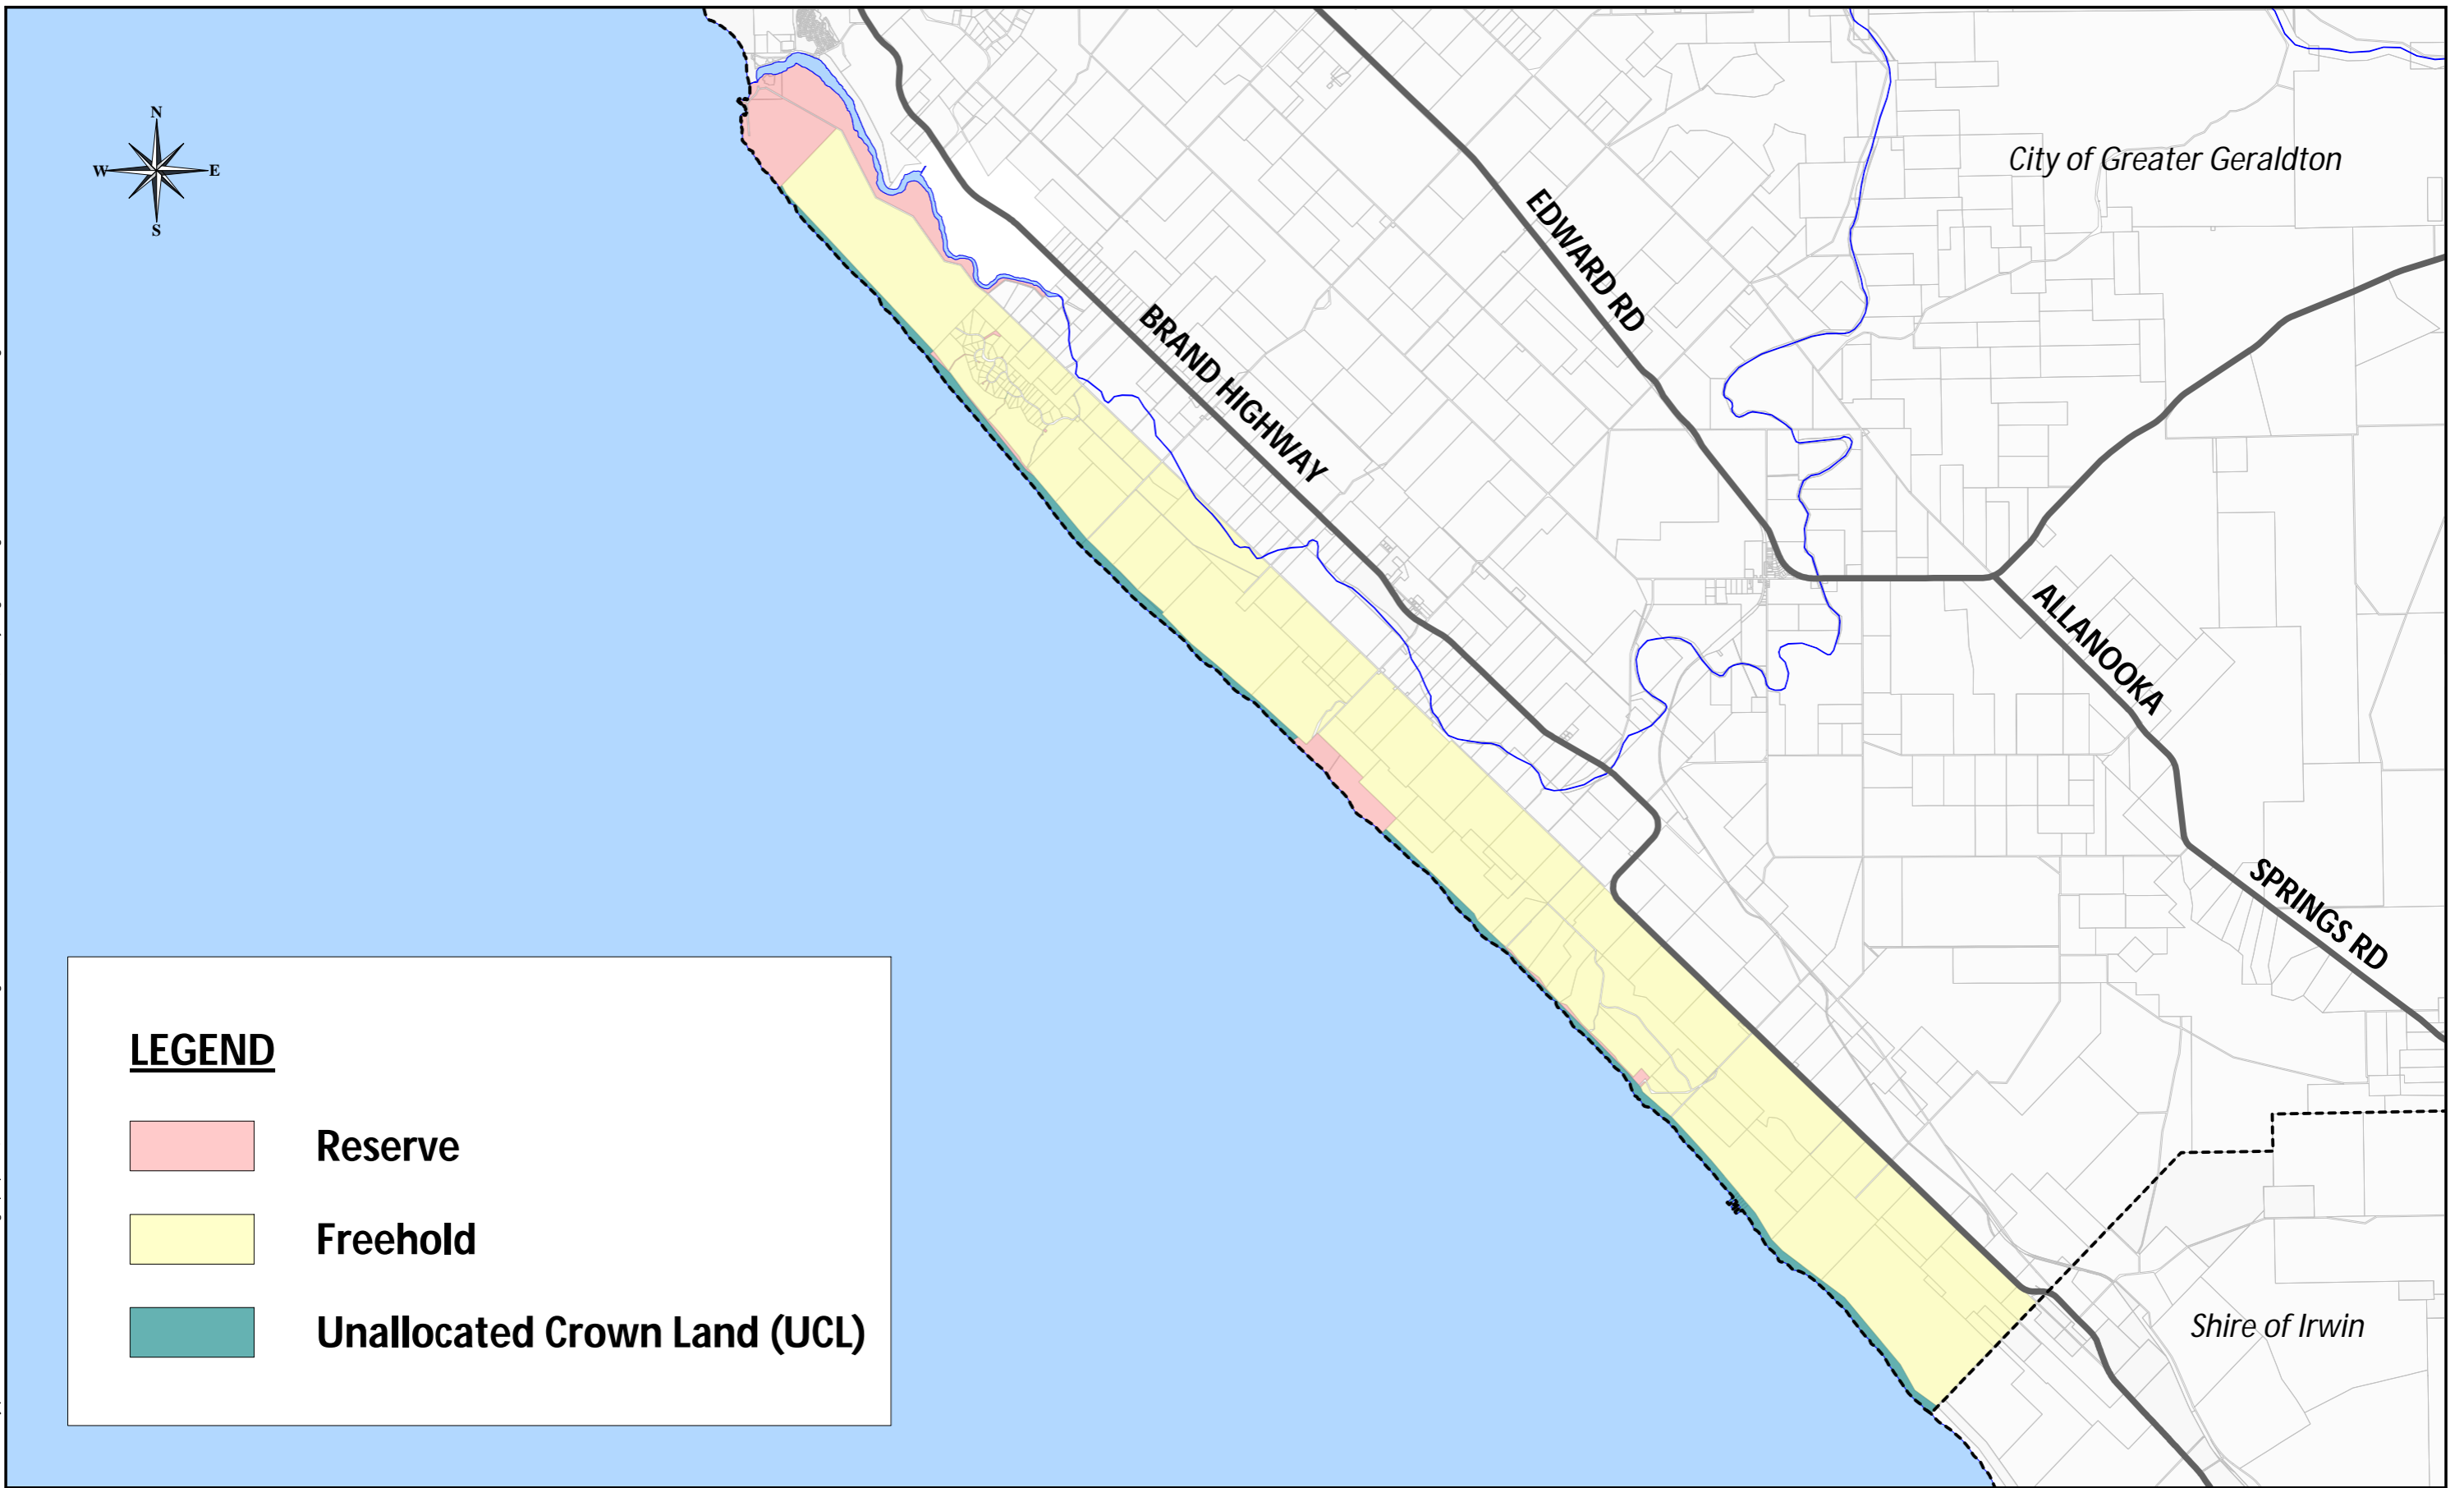 N
W E
S
City of Greater Geraldton
EDWARD RD
BRAND HIGHWAY
ALLANOOKA
SPRINGS RD
LEGEND
Reserve
Freehold
Unallocated Crown Land (UCL)
Shire of Irwin